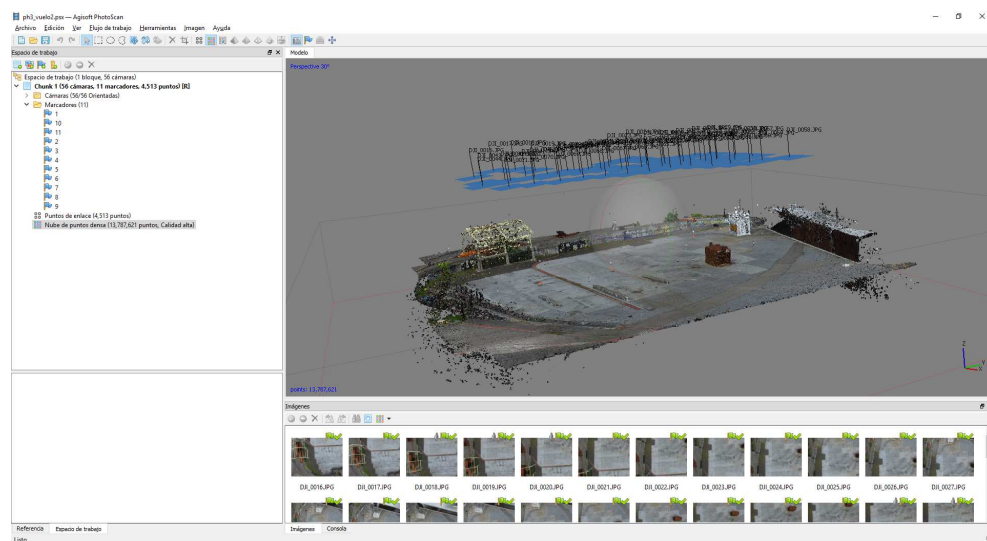 ph3_vuelo2.psx — Agisoft PhotoScan
Archivo Edición Ver Flujo de trabajo Herramientas Imagen Ayuda
Espacio de trabajo
Modelo
Perspective 30°
Espacio de trabajo (1 bloque, 56 cámaras)
Chunk 1 (56 cámaras, 11 marcadores, 4,513 puntos) [R]
Cámaras (56/56 Orientadas)
Marcadores (11)
1
10
11
2
3
4
5
6
7
8
9
Puntos de enlace (4,513 puntos)
Nube de puntos densa (13,787,621 puntos, Calidad alta)
DJI_0058.JPG
Z
Y
X
points: 13,787,621
Imágenes
DJI_0016.JPG DJI_0017.JPG DJI_0018.JPG DJI_0019.JPG DJI_0020.JPG DJI_0021.JPG DJI_0022.JPG DJI_0023.JPG DJI_0024.JPG DJI_0025.JPG DJI_0026.JPG DJI_0027.JPG
Referencia Espacio de trabajo
Imágenes Consola
Listo